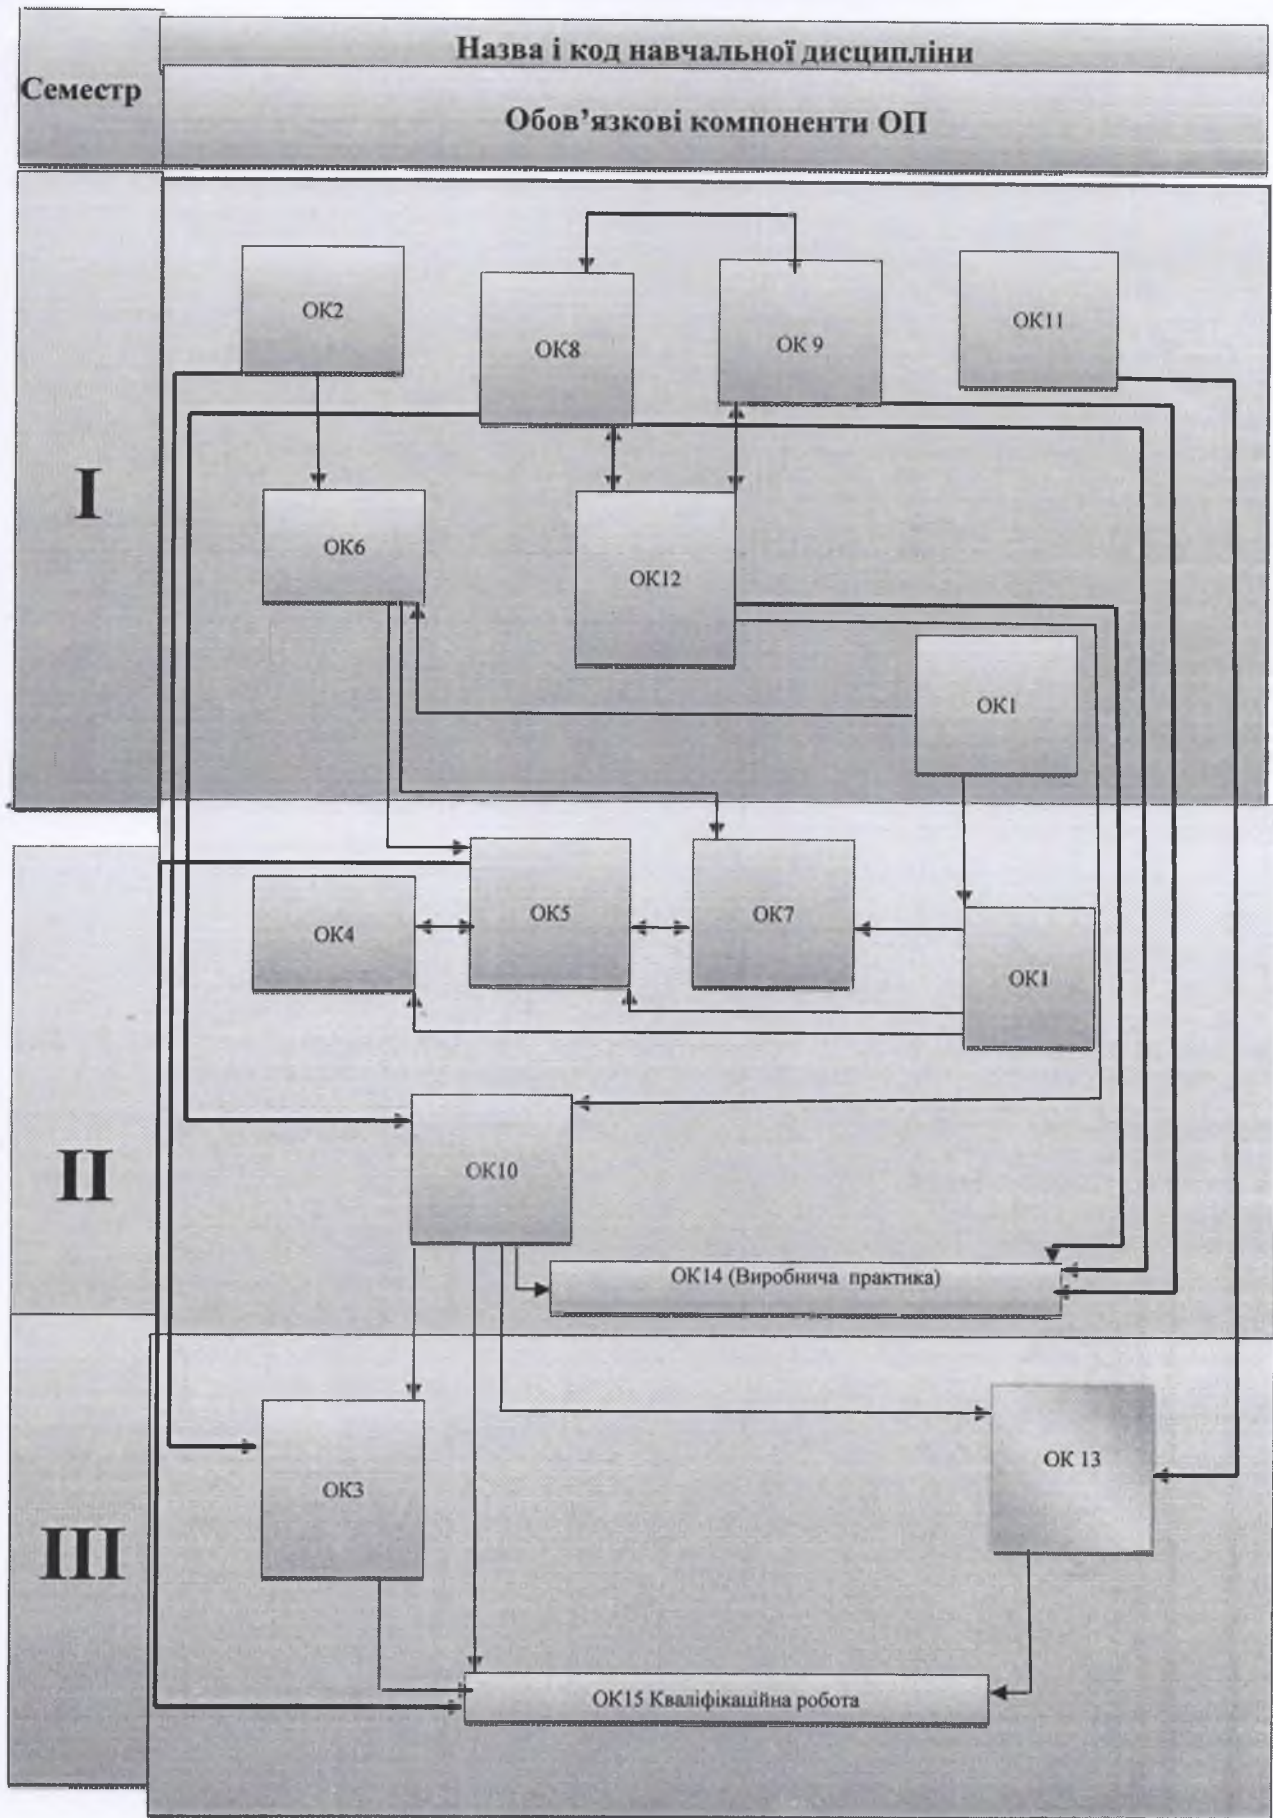 Семестр
Назва і код навчальної дисципліни
Обов’язкові компоненти ОП
I
ОК2
ОК8
ОК 9
ОК11
ОК6
ОК12
ОК1
II
ОК4
ОК5
ОК7
ОК1
ОК10
ОК14 (Виробнича практика)
III
ОК3
ОК 13
ОК15 Кваліфікаційна робота